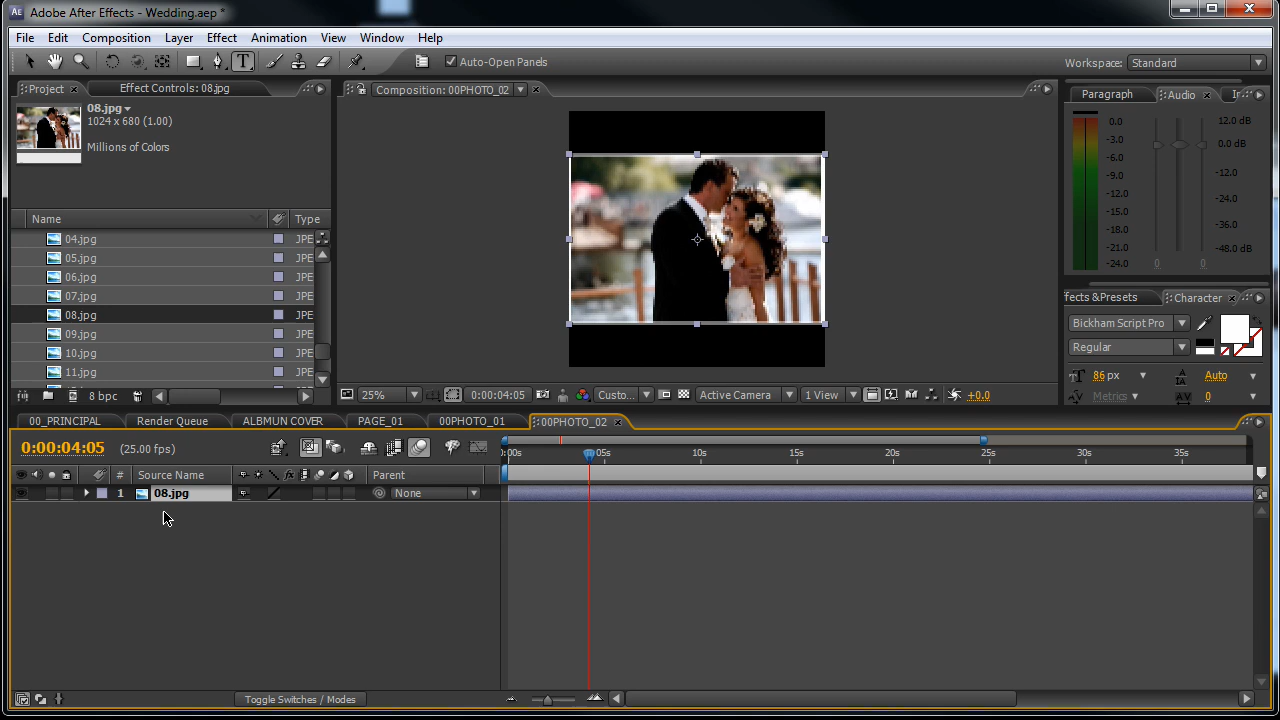 Adobe After Effects - Wedding.aep *
File Edit Composition Layer Effect Animation View Window Help
Auto-Open Panels
Workspace: Standard
Project Effect Controls: 08.jpg
Composition: 00PHOTO_02
Paragraph Audio
08.jpg
1024 x 680 (1.00)
Millions of Colors
0.0 12.0 dB
-3.0 0.0 dB
-6.0
-9.0 -12.0
-12.0
-15.0 -24.0
-18.0
-21.0 -36.0
-24.0 -48.0 dB
0 0
Name Type
04.jpg JPE
05.jpg JPE
06.jpg JPE
07.jpg JPE
08.jpg JPE
09.jpg JPE
10.jpg JPE
11.jpg JPE
8 bpc
ffects &Presets Character
Bickham Script Pro
Regular
86 px Auto
Metrics 0
25% 0:00:04:05 Custo... Active Camera 1 View +0.0
00_PRINCIPAL Render Queue ALBMUN COVER PAGE_01 00PHOTO_01 00PHOTO_02
0:00:04:05 (25.00 fps)
):00s 05s 10s 15s 20s 25s 30s 35s
# Source Name Parent
1 08.jpg None
Toggle Switches / Modes